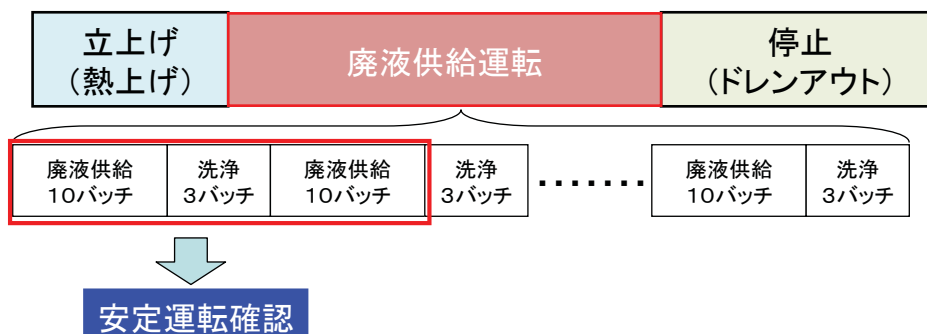 立上げ
（熱上げ）
廃液供給運転
停止
（ドレンアウト）
廃液供給
10バッチ
洗浄
3バッチ
廃液供給
10バッチ
洗浄
3バッチ
・・・・・・・
廃液供給
10バッチ
洗浄
3バッチ
安定運転確認